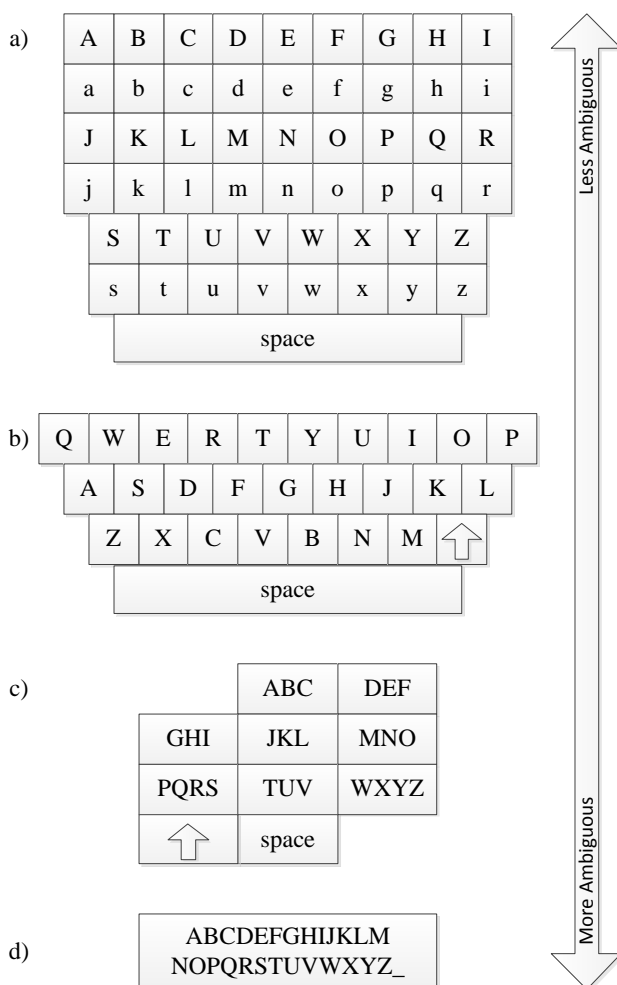 a)
A B C D E F G H I
a b c d e f g h i
J K L M N O P Q R
j k l m n o p q r
S T U V W X Y Z
s t u v w x y z
space
b)
Q W E R T Y U I O P
A S D F G H J K L
Z X C V B N M
space
c)
ABC DEF
GHI JKL MNO
PQRS TUV WXYZ
space
d)
ABCDEFGHIJKLM
NOPQRSTUVWXYZ_
Less Ambiguous
More Ambiguous